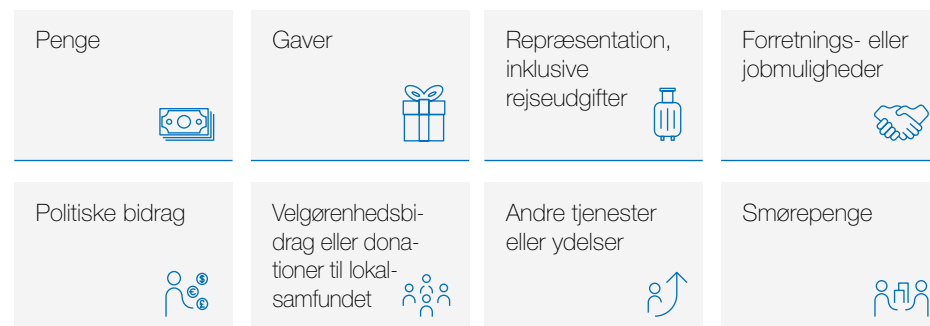 Penge
Gaver
Repræsentation,
inklusive
rejseudgifter
Forretnings- eller
jobmuligheder
Politiske bidrag
Velgørenhedsbi-
drag eller dona-
tioner til lokal-
samfundet
Andre tjenester
eller ydelser
Smørepenge